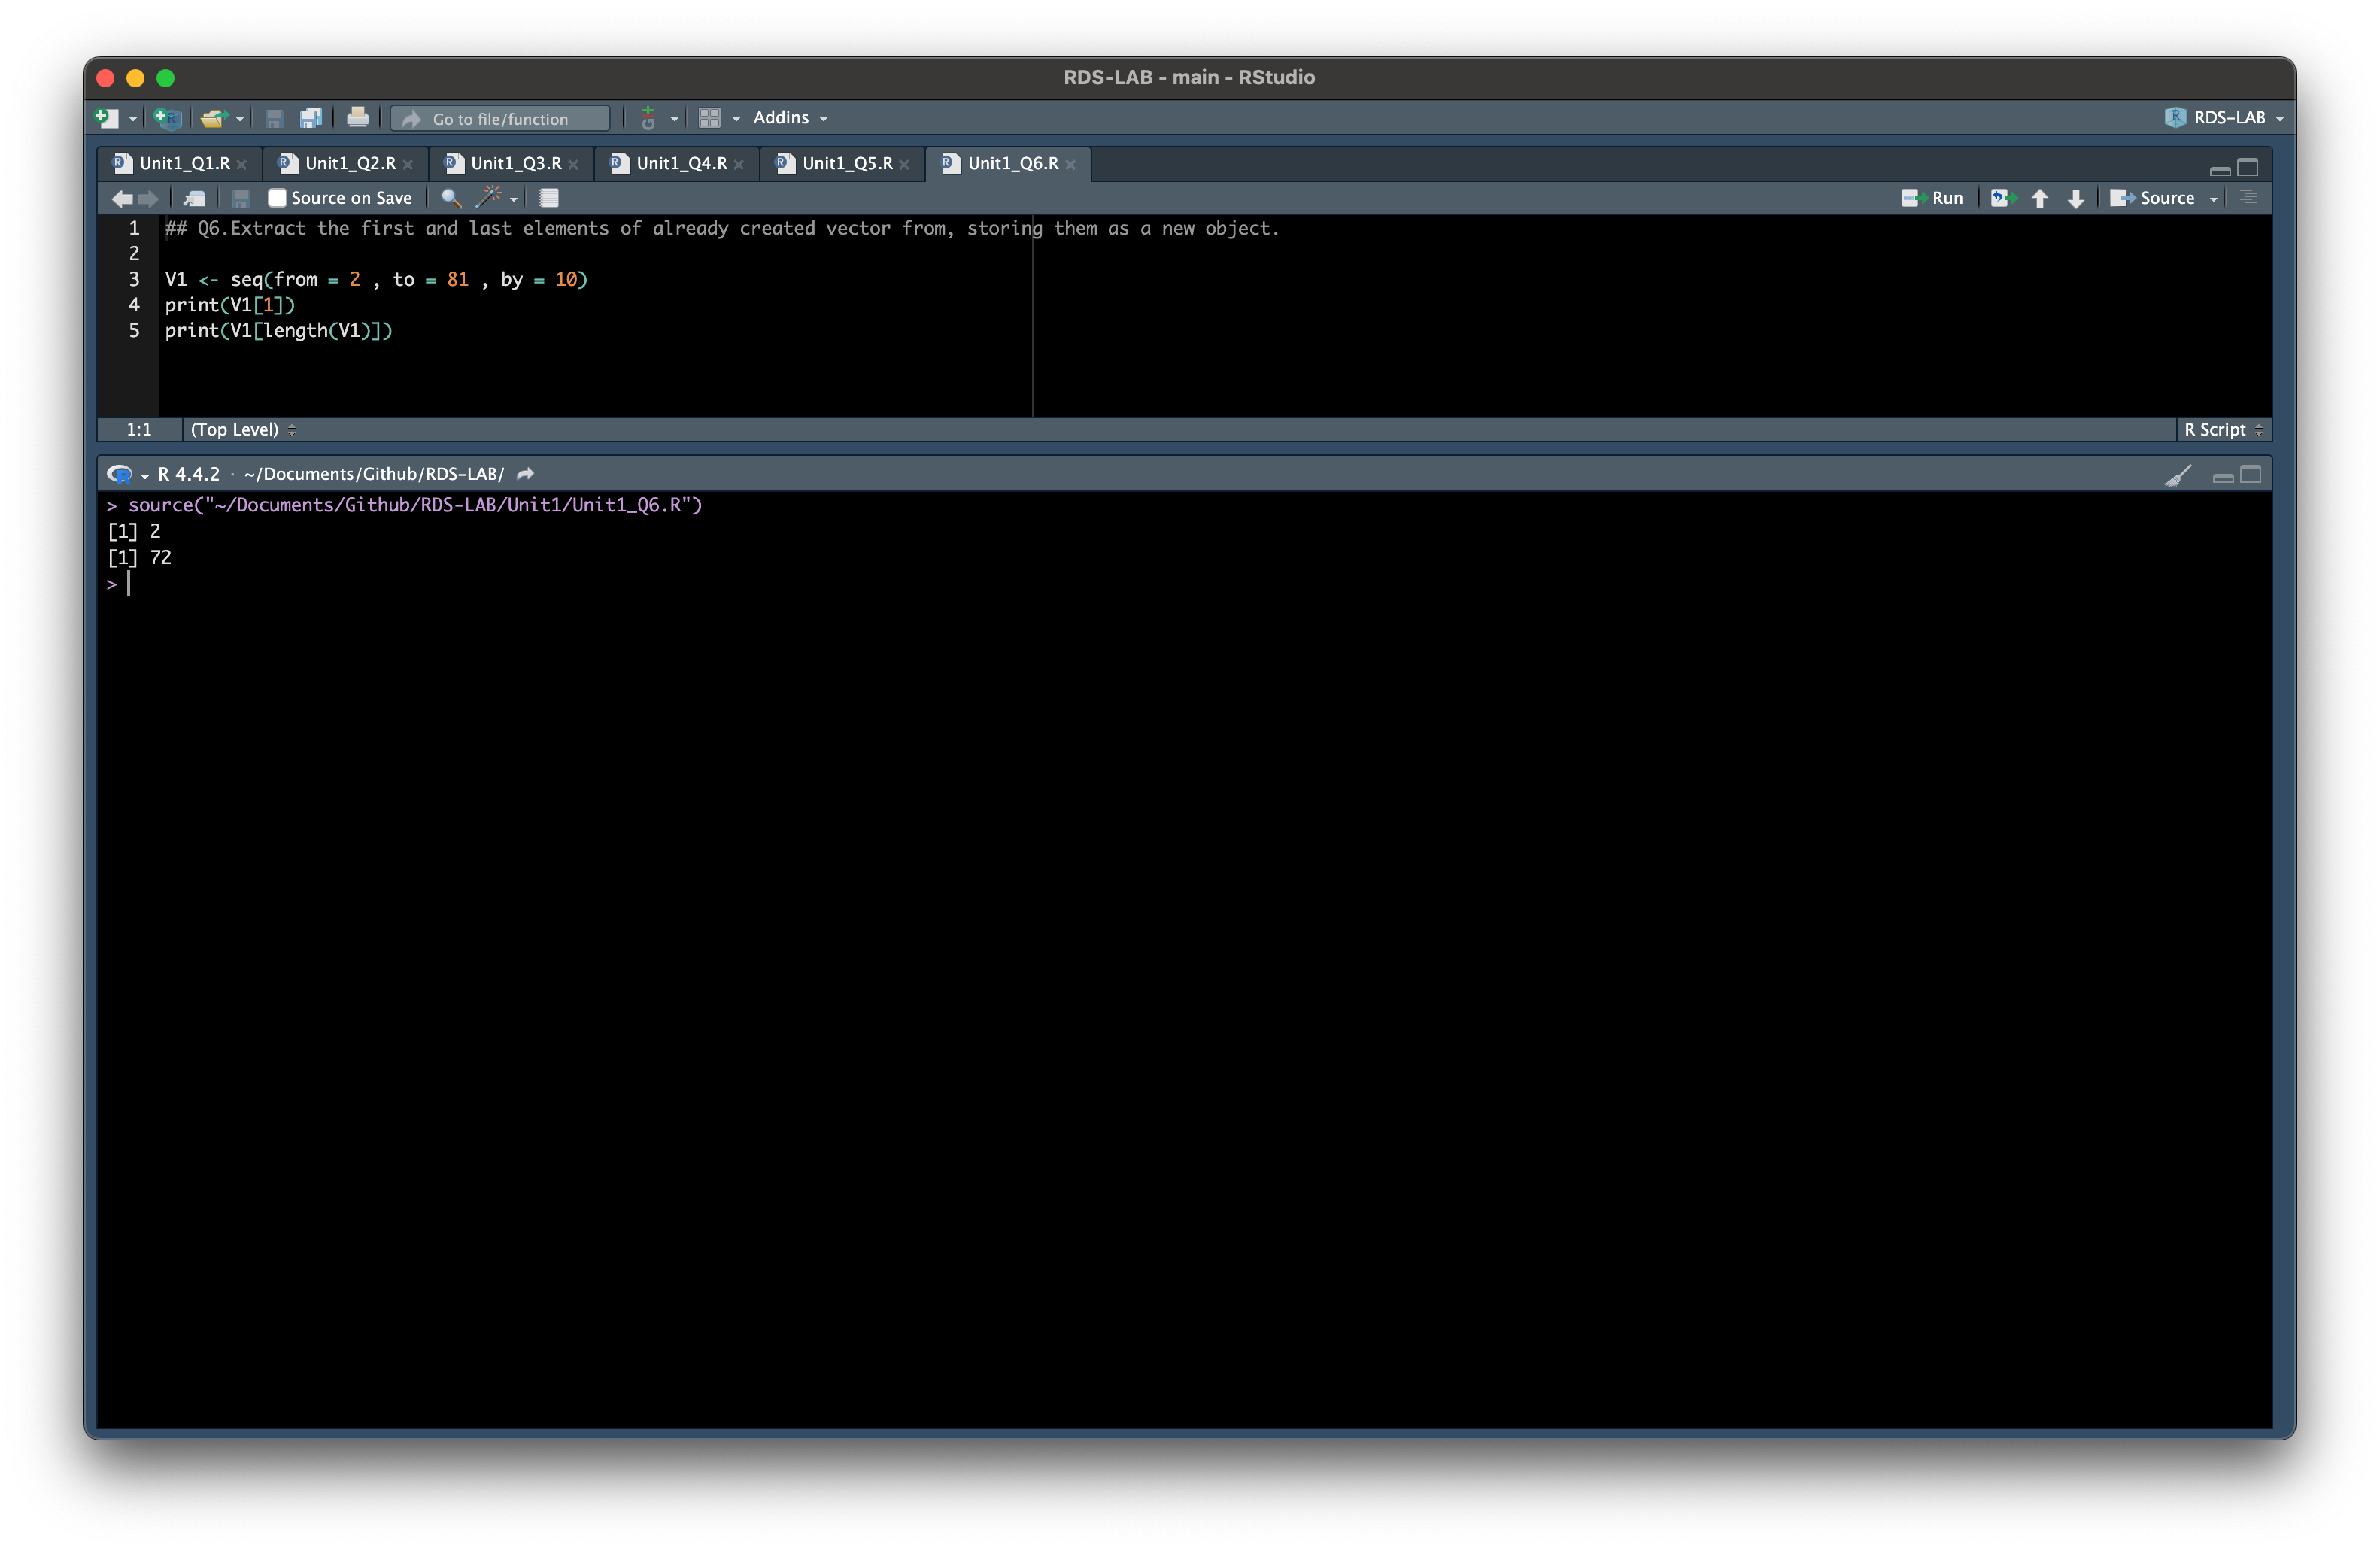 RDS-LAB - main - RStudio
Go to file/function
Addins
RDS-LAB
Unit1_Q1.R
Unit1_Q2.R
Unit1_Q3.R
Unit1_Q4.R
Unit1_Q5.R
Unit1_Q6.R
Source on Save
Run
Source
1 ## Q6.Extract the first and last elements of already created vector from, storing them as a new object.
2
3 V1 <- seq(from = 2 , to = 81 , by = 10)
4 print(V1[1])
5 print(V1[length(V1)])
1:1 (Top Level) R Script
R 4.4.2 · ~/Documents/Github/RDS-LAB/
> source("~/Documents/Github/RDS-LAB/Unit1/Unit1_Q6.R")
[1] 2
[1] 72
>